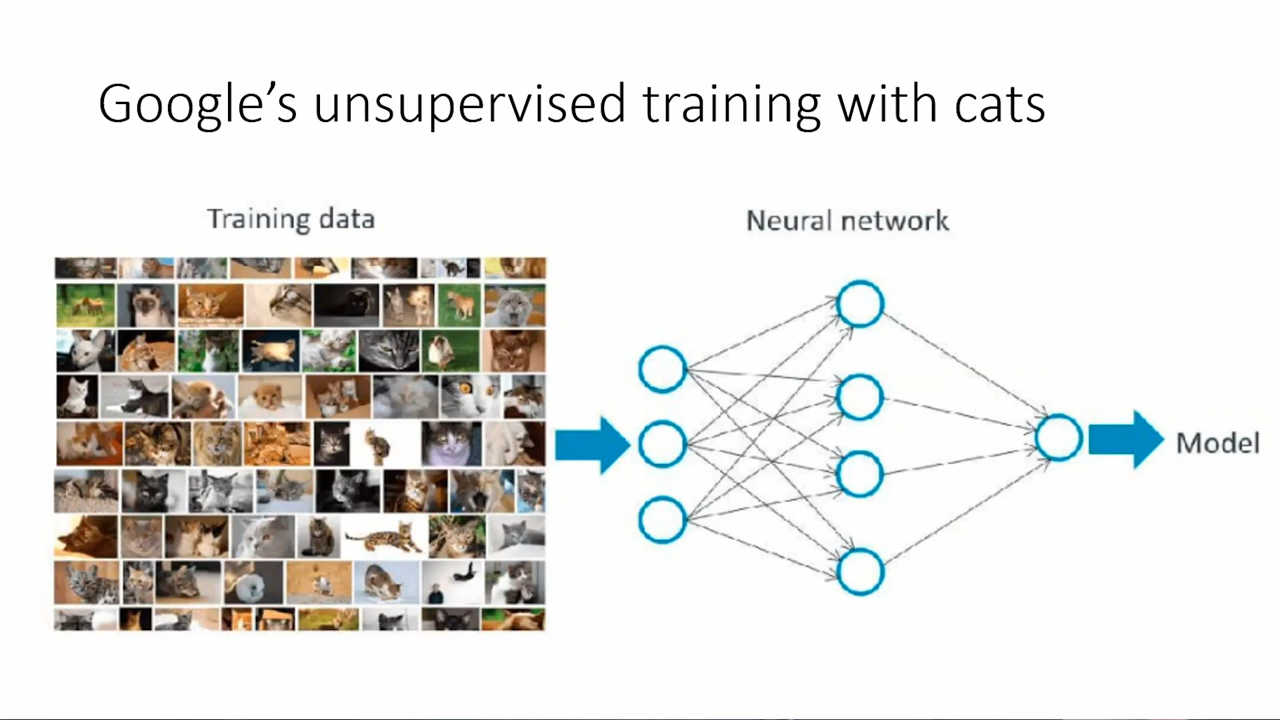 Google’s unsupervised training with cats
Training data
Neural network
Model